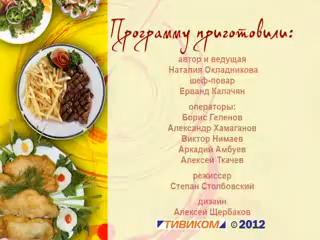 Программу приготовили:
автор и ведущая
Наталия Окладникова
шеф-повар
Ерванд Калачян
операторы:
Борис Геленов
Александр Хамаганов
Виктор Нимаев
Аркадий Амбуев
Алексей Ткачев
режиссер
Степан Столбовский
дизайн
Алексей Щербаков
ТИВИКОМ © 2012